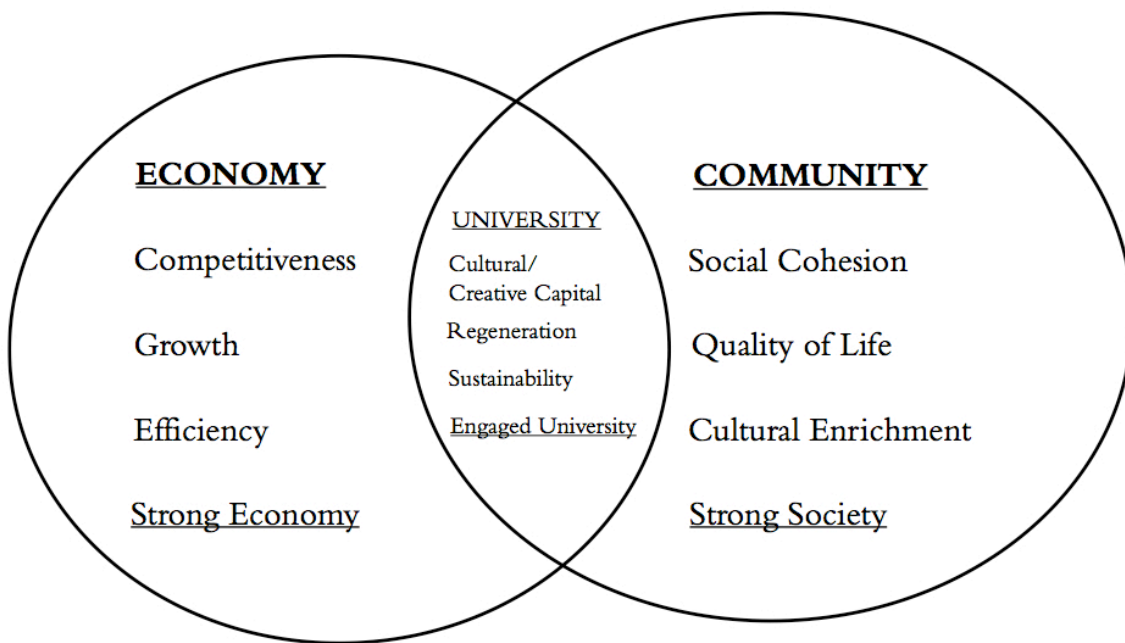 ECONOMY
Competitiveness
Growth
Efficiency
Strong Economy
UNIVERSITY
Cultural/
Creative Capital
Regeneration
Sustainability
Engaged University
COMMUNITY
Social Cohesion
Quality of Life
Cultural Enrichment
Strong Society